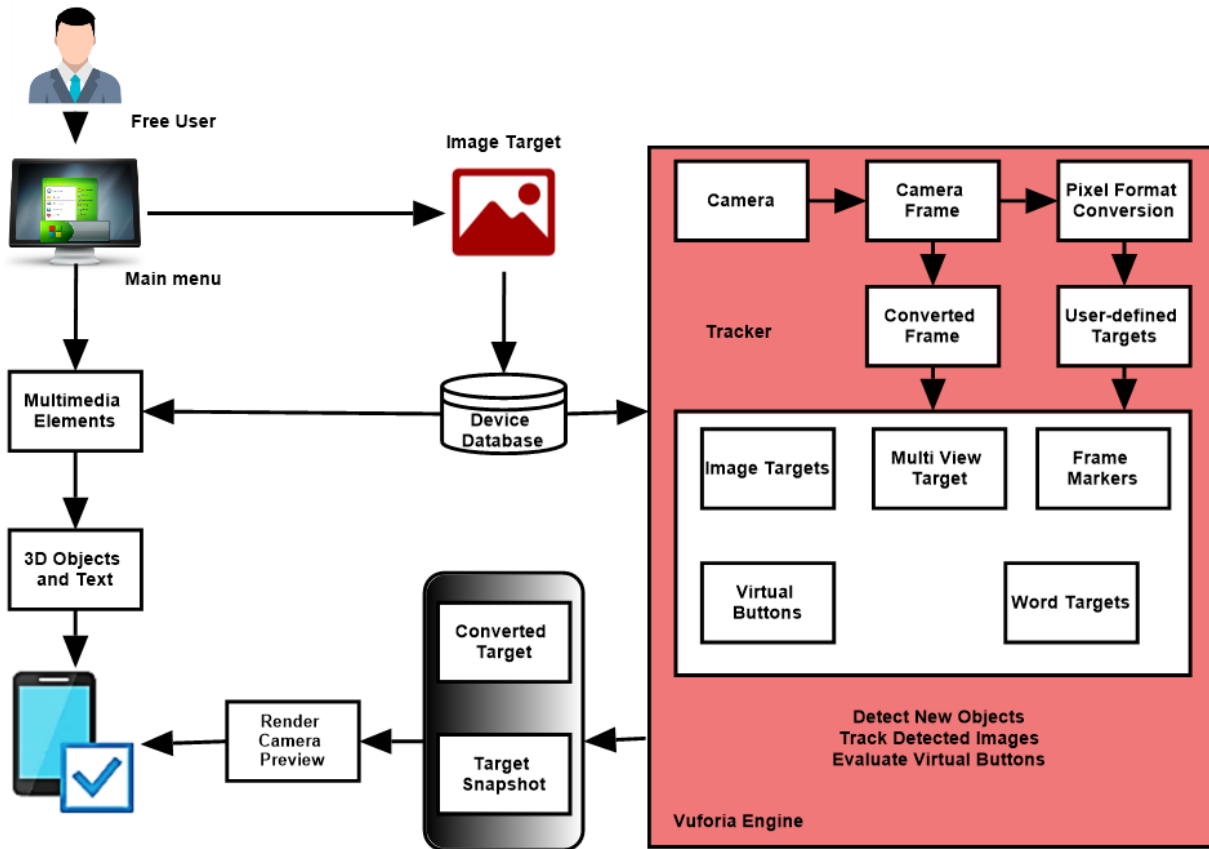 Free User
Main menu
Image Target
Multimedia
Elements
Device
Database
3D Objects
and Text
Converted
Target
Target
Snapshot
Render
Camera
Preview
Camera
Camera
Frame
Pixel Format
Conversion
Tracker
Converted
Frame
User-defined
Targets
Image Targets
Multi View
Target
Frame
Markers
Virtual
Buttons
Word Targets
Detect New Objects
Track Detected Images
Evaluate Virtual Buttons
Vuforia Engine